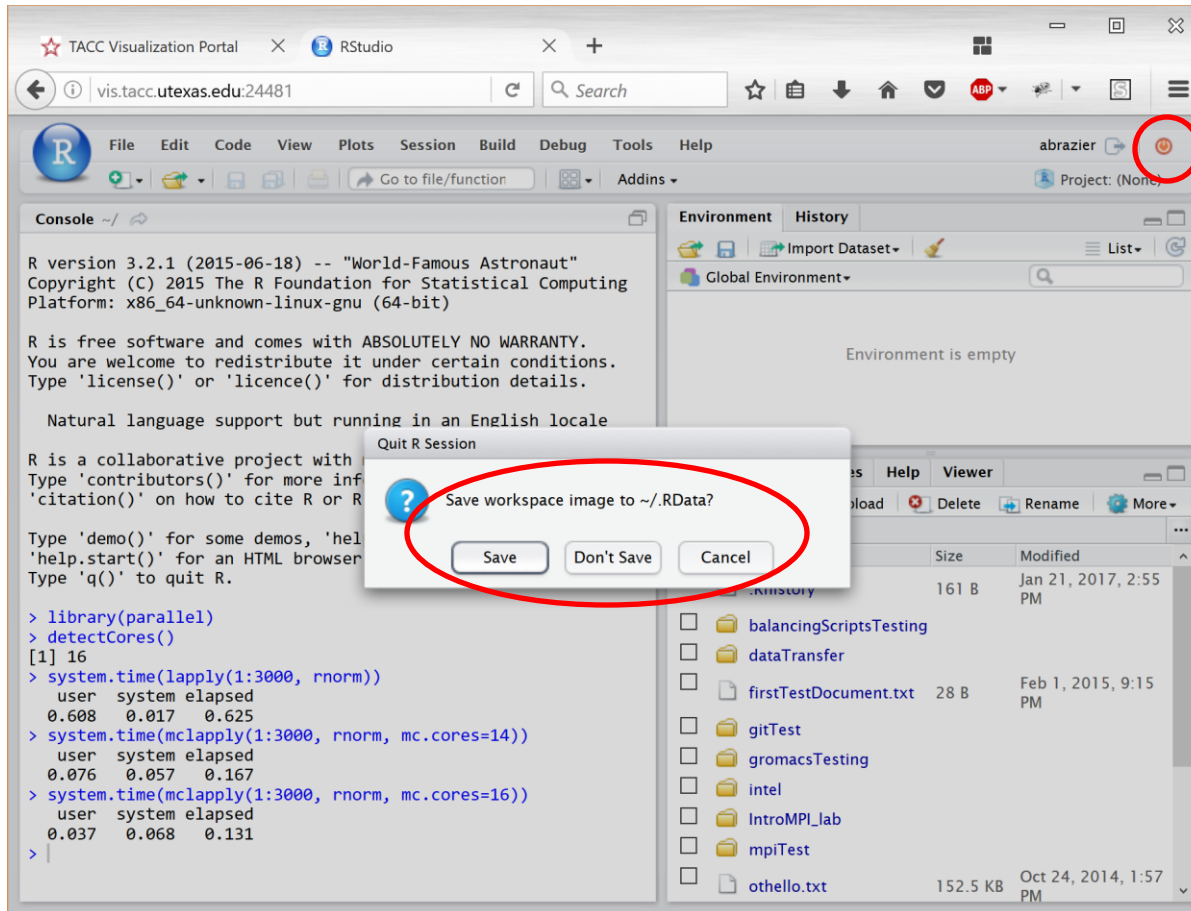 TACC Visualization Portal
RStudio
vis.tacc.utexas.edu:24481
Search
ABP
S
R
File Edit Code View Plots Session Build Debug Tools Help
abrazier
Go to file/function
Addins
Project: (None)
Console ~/
R version 3.2.1 (2015-06-18) -- "World-Famous Astronaut"
Copyright (C) 2015 The R Foundation for Statistical Computing
Platform: x86_64-unknown-linux-gnu (64-bit)
R is free software and comes with ABSOLUTELY NO WARRANTY.
You are welcome to redistribute it under certain conditions.
Type 'license()' or 'licence()' for distribution details.
Natural language support but running in an English locale
R is a collaborative project with
Type 'contributors()' for more inf
'citation()' on how to cite R or R
Type 'demo()' for some demos, 'hel
'help.start()' for an HTML browser
Type 'q()' to quit R.
> library(parallel)
> detectCores()
[1] 16
> system.time(lapply(1:3000, rnorm))
user system elapsed
0.608 0.017 0.625
> system.time(mclapply(1:3000, rnorm, mc.cores=14))
user system elapsed
0.076 0.057 0.167
> system.time(mclapply(1:3000, rnorm, mc.cores=16))
user system elapsed
0.037 0.068 0.131
>
Environment History
Import Dataset
List
Global Environment
Environment is empty
Quit R Session
Save workspace image to ~/.RData?
Save Don't Save Cancel
es Help Viewer
load Delete Rename More
Size Modified
.Rhistory 161 B Jan 21, 2017, 2:55
PM
balancingScriptsTesting
dataTransfer
firstTestDocument.txt 28 B Feb 1, 2015, 9:15
PM
gitTest
gromacsTesting
intel
IntroMPI_lab
mpiTest
othello.txt 152.5 KB Oct 24, 2014, 1:57
PM